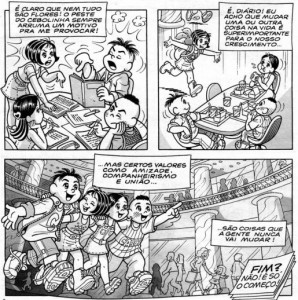 É CLARO QUE NEM TUDO
SÃO FLORES! O PESTE
DO CEBOLINHA SEMPRE
ARRUMA UM MOTIVO
PRA ME PROVOCAR!
É, DIÁRIO! EU
ACHO QUE MUDAR
UMA OU OUTRA
COISA NA VIDA É
SUPERIMPORTANTE
PARA O NOSSO
CRESCIMENTO...
...MAS CERTOS VALORES
COMO AMIZADE,
COMPANHEIRISMO
E UNIÃO...
...SÃO COISAS QUE
A GENTE NUNCA
VAI MUDAR!
FIM?
NÃO! É SÓ
O COMEÇO!